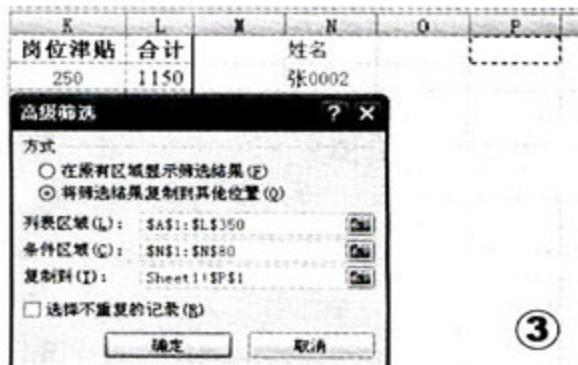 K L M N O P
岗位津贴 合计 姓名
250 1150 张0002
高级筛选 ? ×
方式
在原有区域显示筛选结果(F)
将筛选结果复制到其他位置(O)
列表区域(L): $A$1:$L$350
条件区域(C): $N$1:$N$80
复制到(T): Sheet1!$P$1
选择不重复的记录(R)
确定 取消
③